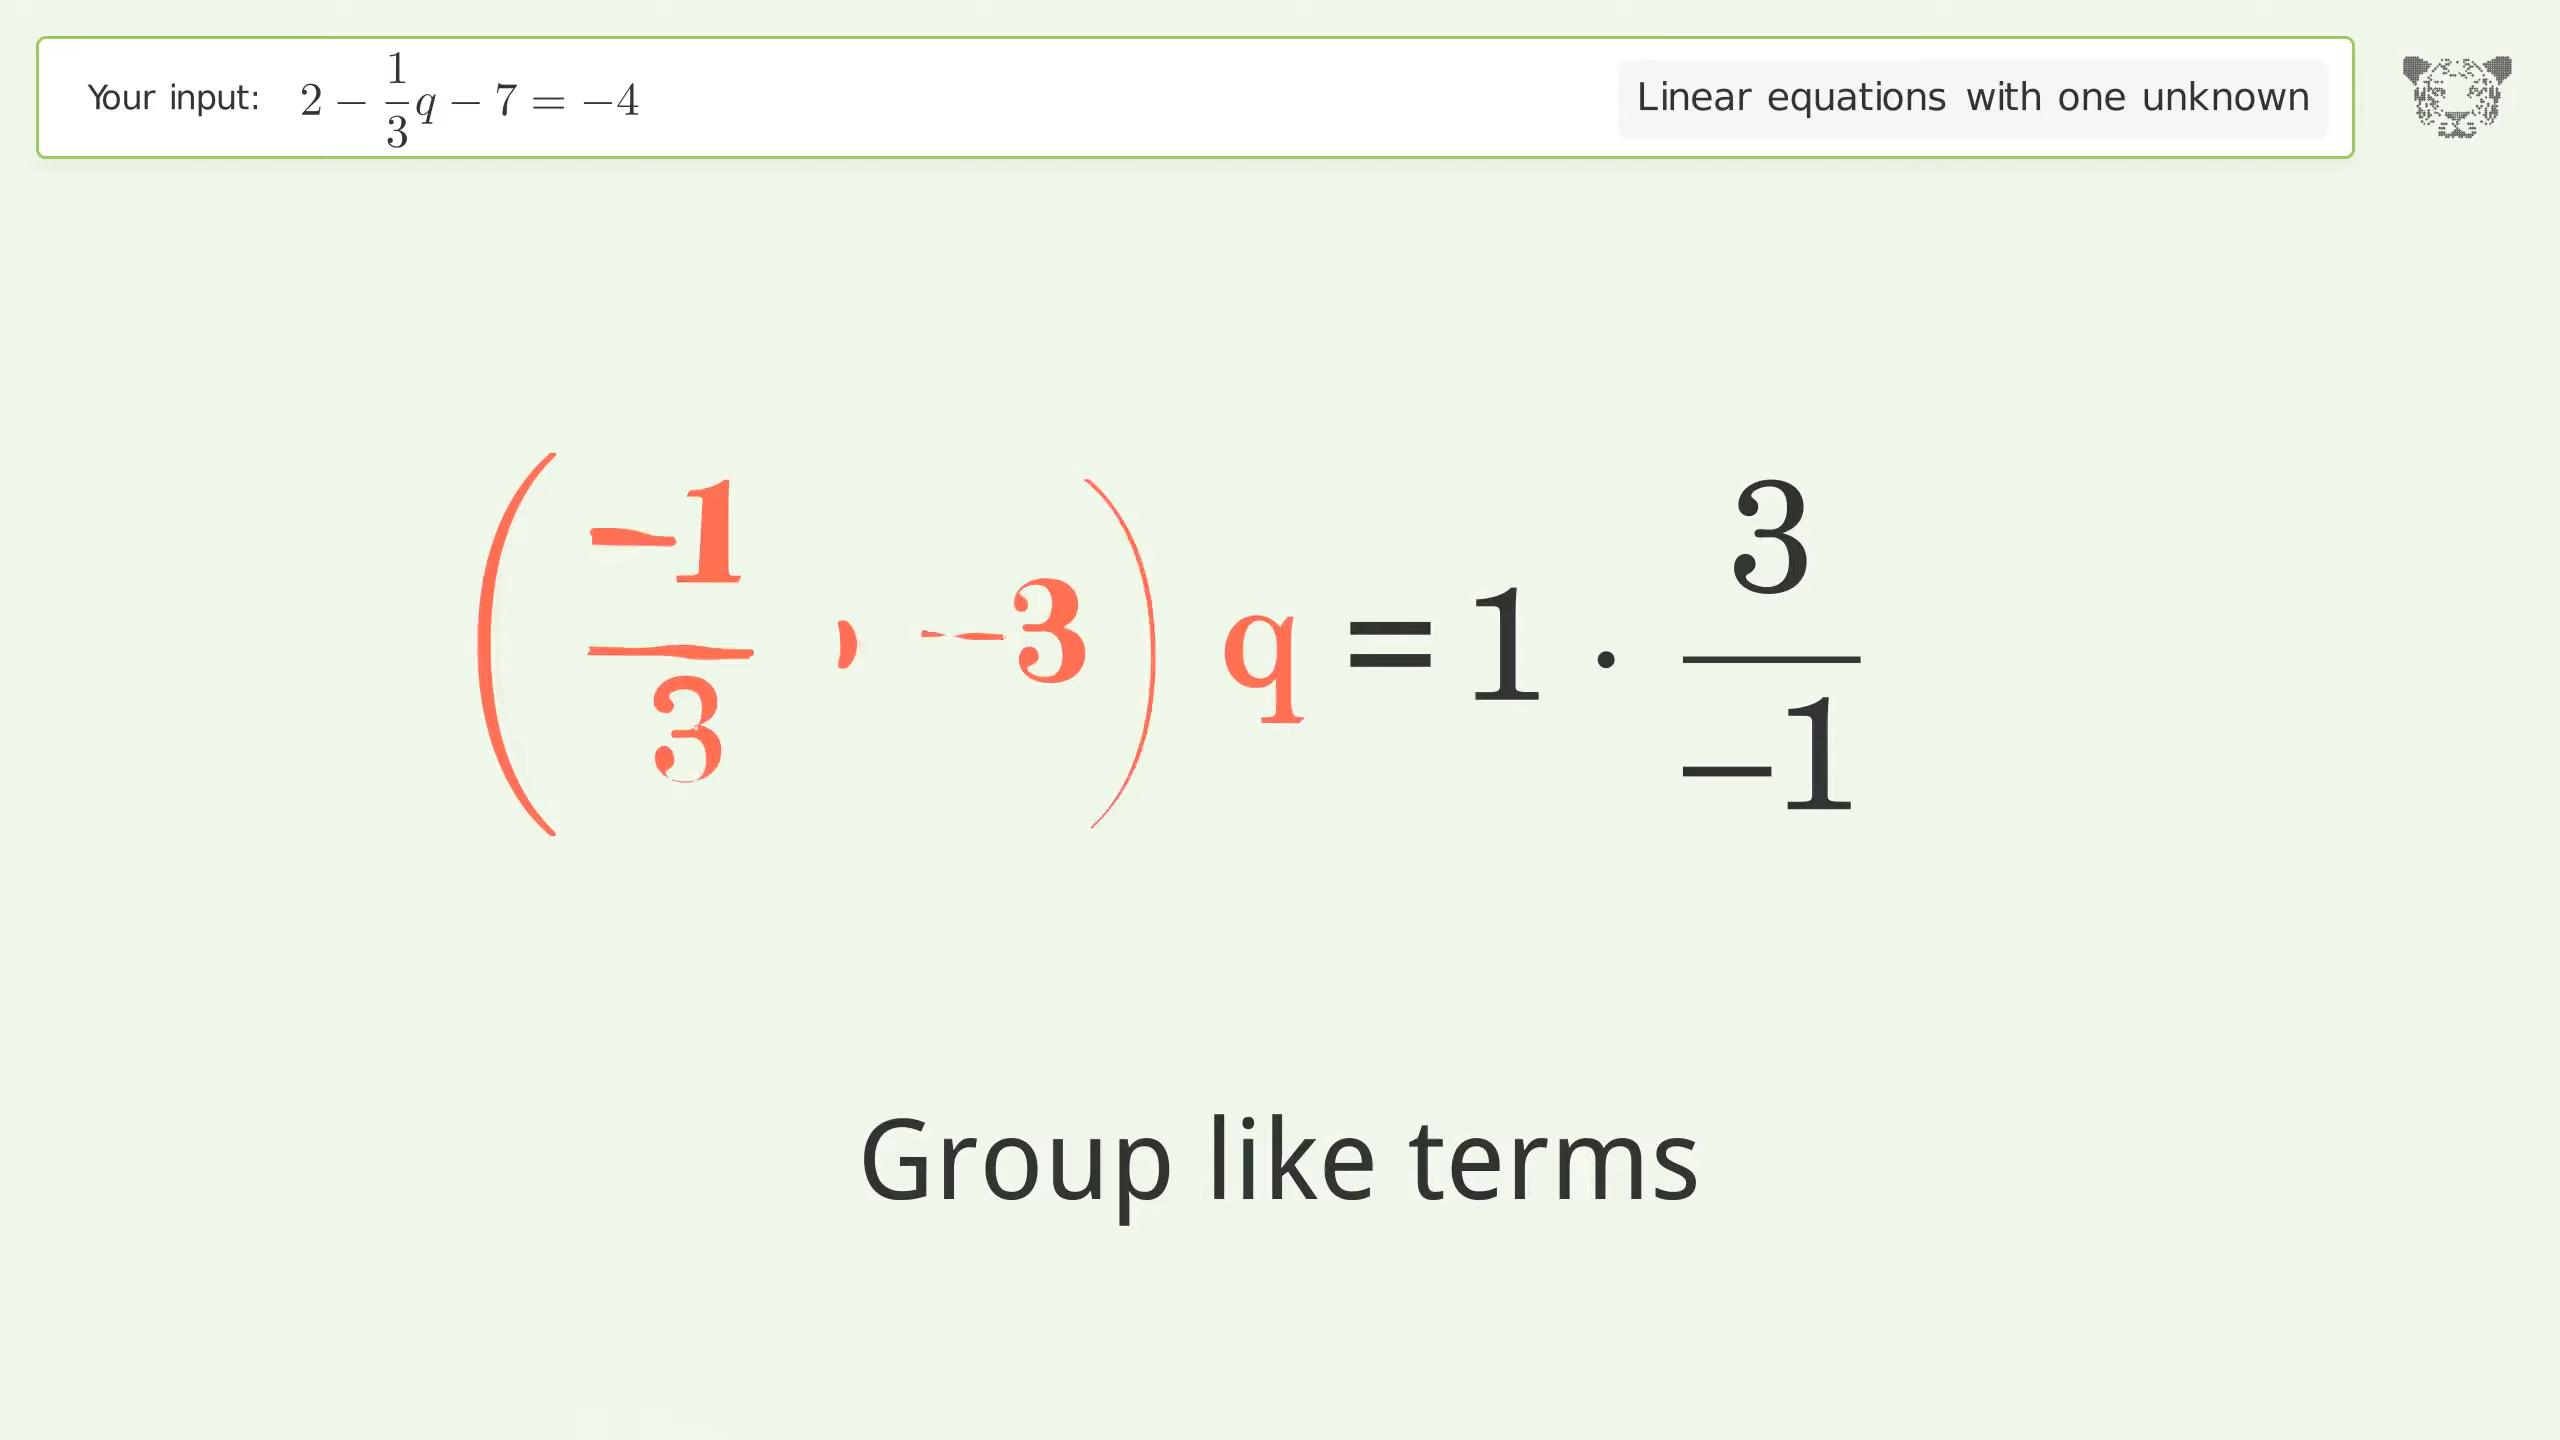 Your input: 2 − 1/3 q − 7 = −4
Linear equations with one unknown
(−1/3 , −3) q = 1 · 3/−1
Group like terms